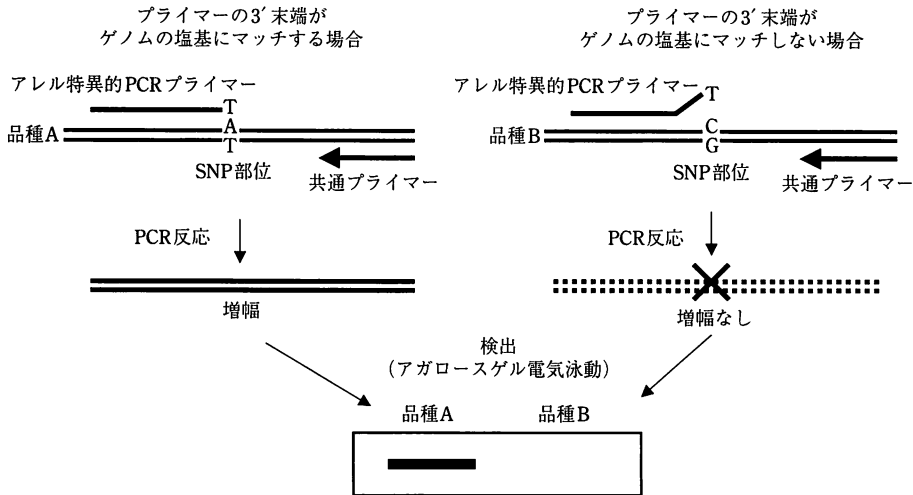 プライマーの3′末端が
ゲノムの塩基にマッチする場合
アレル特異的PCRプライマー
T
品種A
A
T
SNP部位
共通プライマー
PCR反応
増幅
プライマーの3′末端が
ゲノムの塩基にマッチしない場合
アレル特異的PCRプライマー
T
品種B
C
G
SNP部位
共通プライマー
PCR反応
増幅なし
検出
(アガロースゲル電気泳動)
品種A
品種B